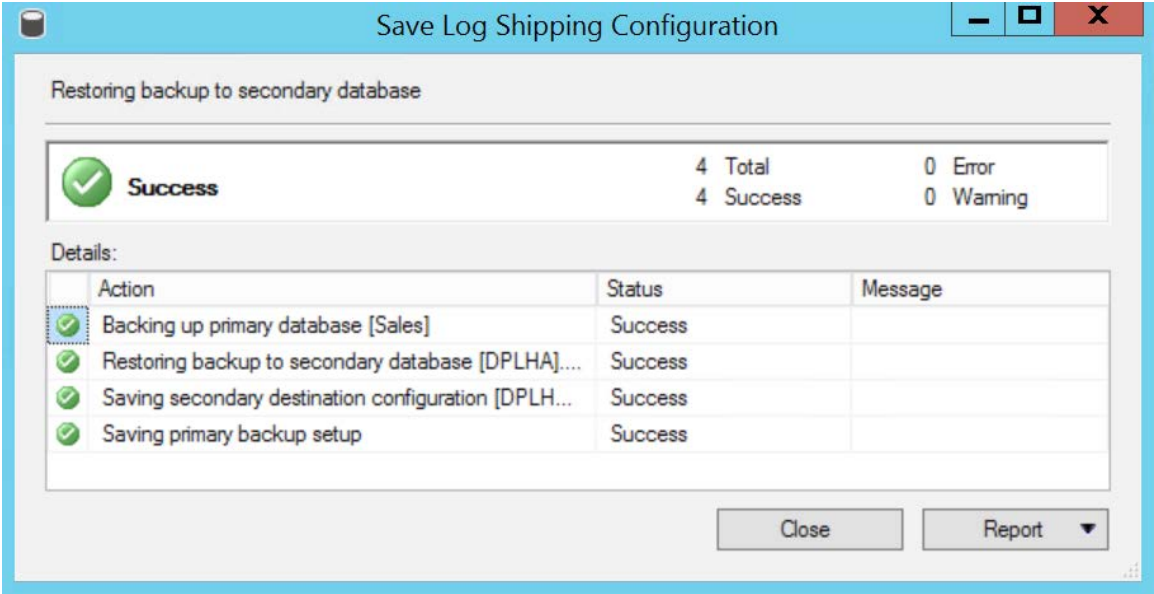 Save Log Shipping Configuration
Restoring backup to secondary database
Success
4 Total 0 Error
4 Success 0 Warning
Details:
Action Status Message
Backing up primary database [Sales] Success
Restoring backup to secondary database [DPLHA].... Success
Saving secondary destination configuration [DPLH... Success
Saving primary backup setup Success
Close Report